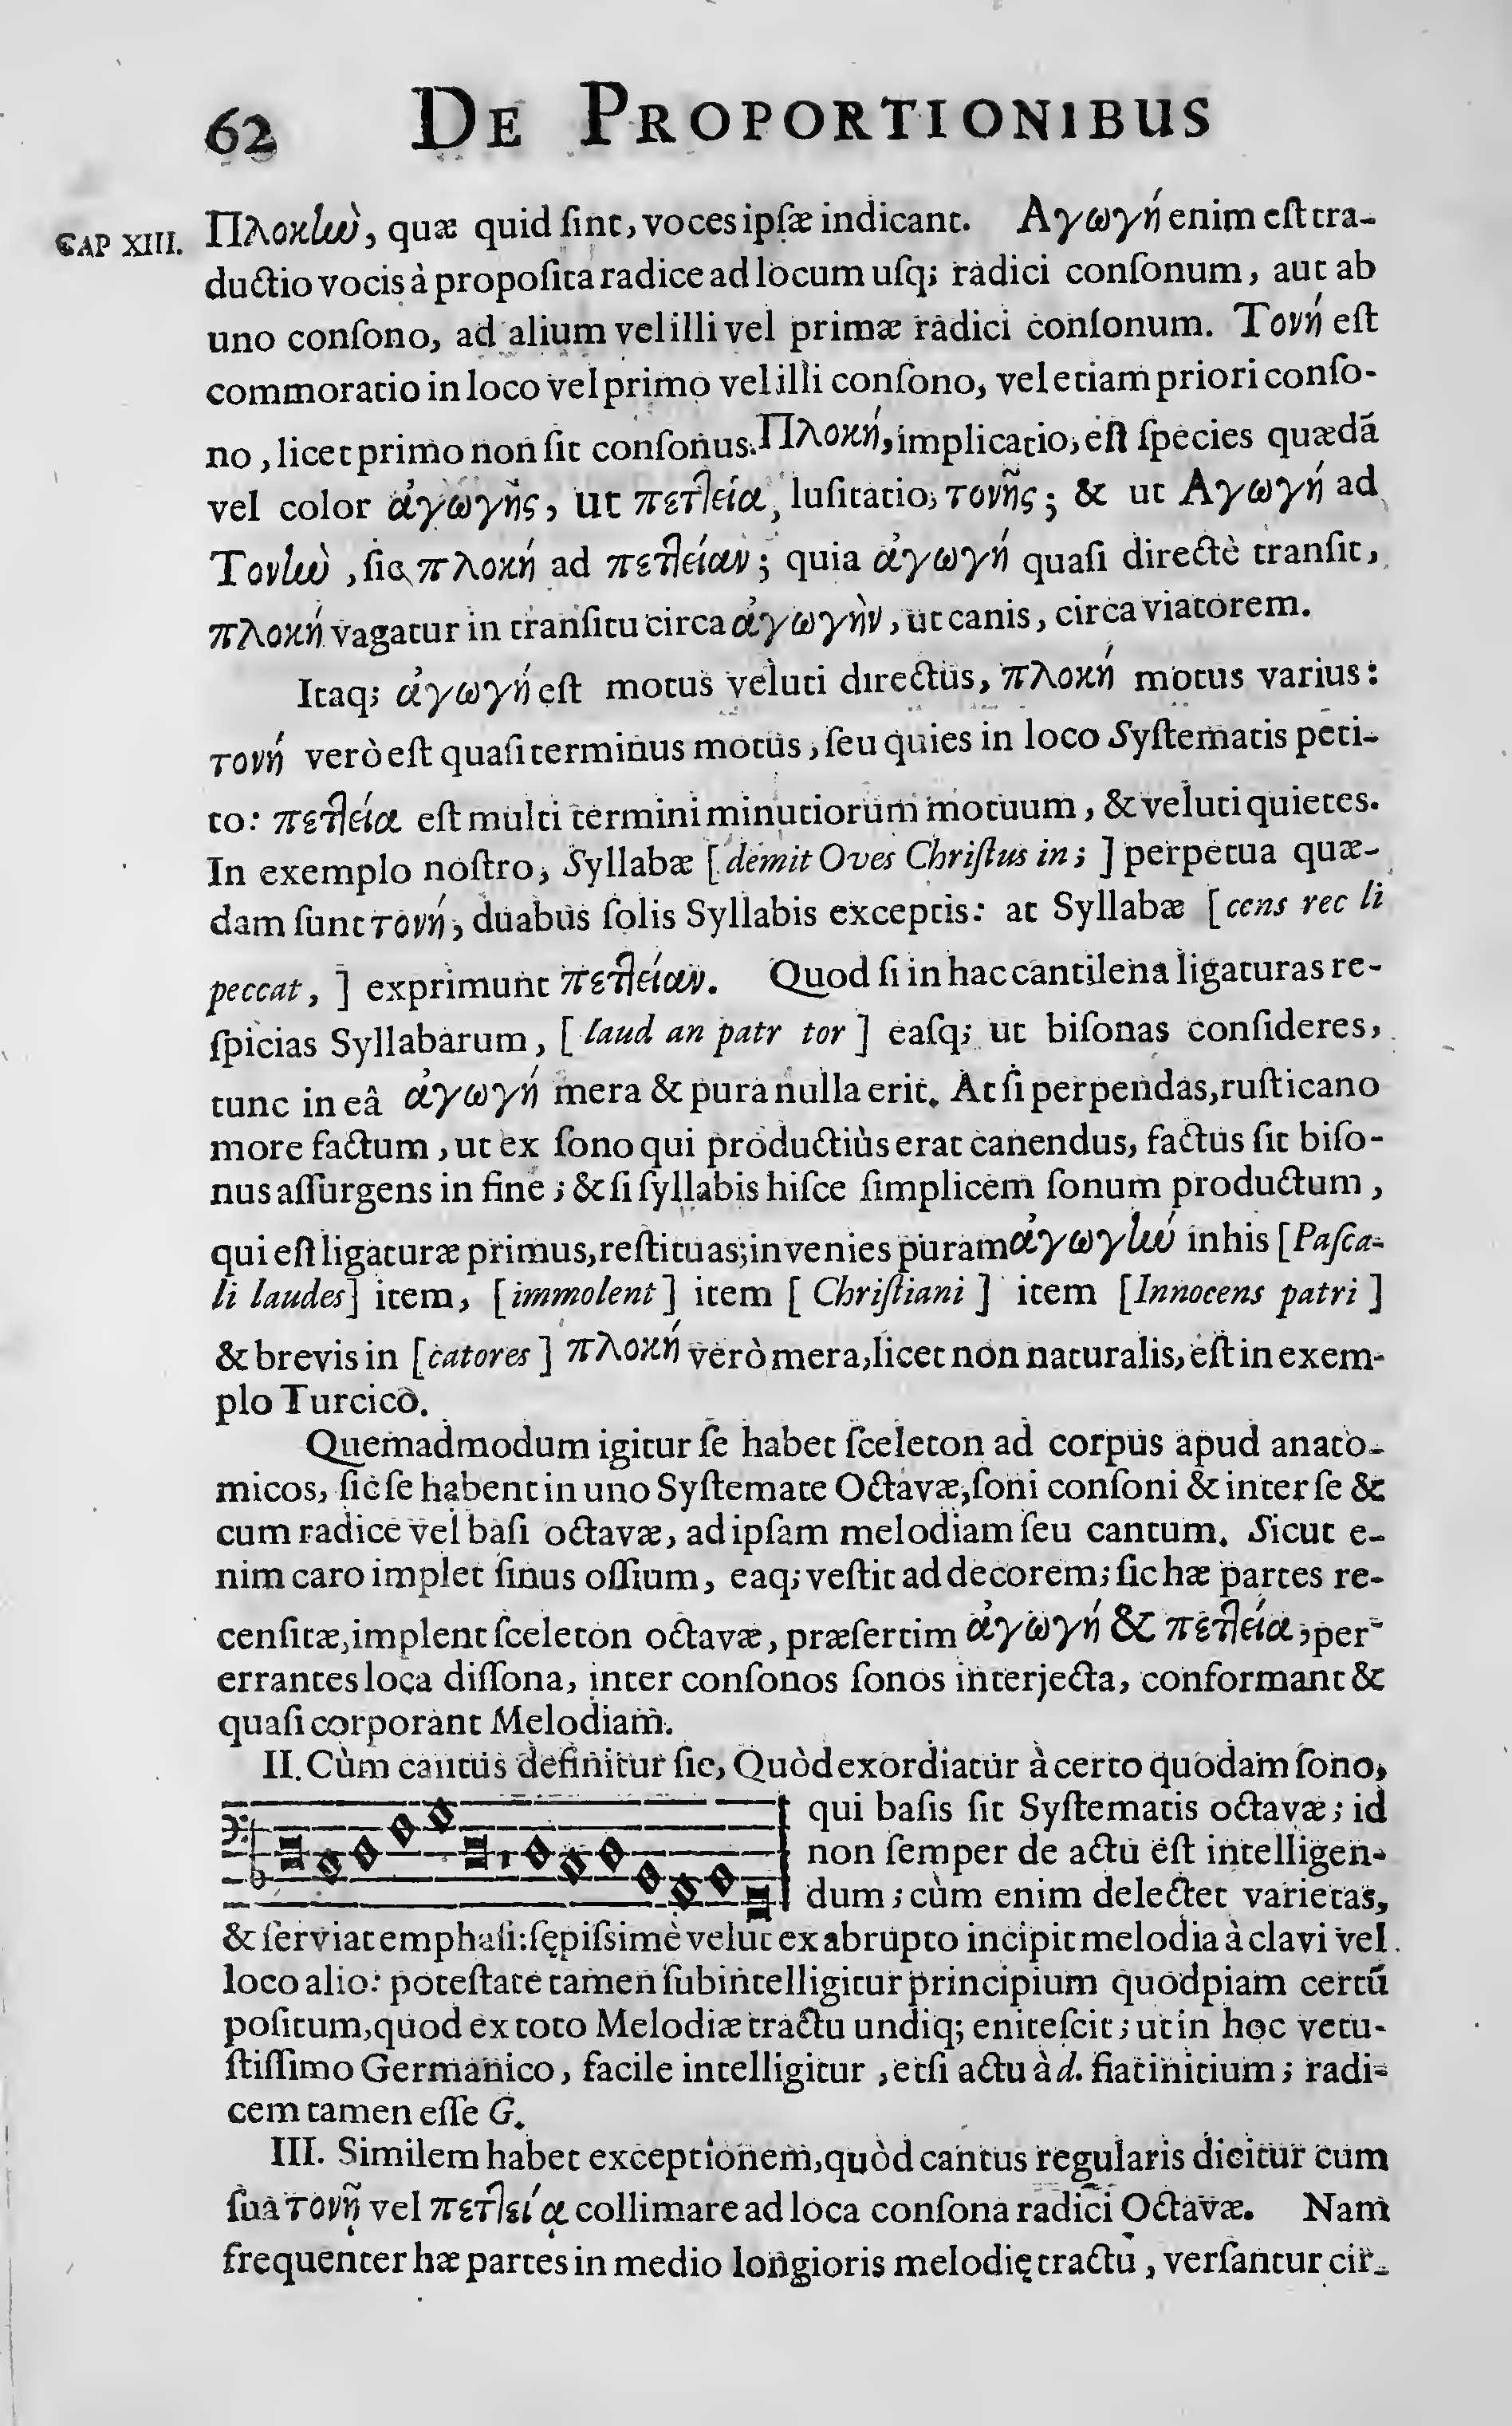 62 DE PROPORTIONIBUS
CAP XIII. Πλοκὴν, quæ quid ſint, voces ipſæ indicant. Αγωγή enim eſt tra-
ductio vocis à propoſita radice ad locum uſq; radici conſonum, aut ab
uno conſono, ad alium vel illi vel primæ radici conſonum. Τονή eſt
commoratio in loco vel primo vel illi conſono, vel etiam priori conſo-
no, licet primo non ſit conſonus. Πλοκή, implicatio, eſt ſpecies quædã
vel color ἀγωγῆς, ut πετ]εία, luſitatio, τονῆς; & ut Αγωγή ad
Τονὴν, ſic πλοκή ad πετ]είαν; quia ἀγωγή quaſi directè tranſit,
πλοκή vagatur in tranſitu circa ἀγωγὴν, ut canis, circa viatorem.
Itaq; ἀγωγή eſt motus veluti directus, πλοκή motus varius:
τονή verò eſt quaſi terminus motus, ſeu quies in loco Syſtematis peti-
to: πετ]εία eſt multi termini minutiorum motuum, & veluti quietes.
In exemplo noſtro, Syllabæ [ demit Oves Chriſtus in; ] perpetua quæ-
dam ſunt τονή, duabus ſolis Syllabis exceptis: at Syllabæ [ cens rec li
peccat, ] exprimunt πετ]είαν. Quod ſi in hac cantilena ligaturas re-
ſpicias Syllabarum, [ laud an patr tor ] eaſq; ut biſonas conſideres,
tunc in eâ ἀγωγή mera & pura nulla erit. At ſi perpendas, ruſticano
more factum, ut ex ſono qui productiùs erat canendus, factus ſit biſo-
nus aſſurgens in fine; & ſi ſyllabis hiſce ſimplicem ſonum productum,
qui eſt ligaturæ primus, reſtituas; invenies puram ἀγωγὴν in his [Paſca-
li laudes] item, [immolent] item [ Chriſtiani ] item [Innocens patri ]
& brevis in [catores] πλοκή verò mera, licet non naturalis, eſt in exem-
plo Turcico.
Quemadmodum igitur ſe habet ſceleton ad corpus apud anato-
micos, ſic ſe habent in uno Syſtemate Octavæ, ſoni conſoni & inter ſe &
cum radice vel baſi octavæ, ad ipſam melodiam ſeu cantum. Sicut e-
nim caro implet ſinus oſſium, eaq; veſtit ad decorem; ſic hæ partes re-
cenſitæ, implent ſceleton octavæ, præſertim ἀγωγή & πετ]εία, per-
errantes loca diſſona, inter conſonos ſonos interjecta, conformant &
quaſi corporant Melodiam.
II. Cùm cantus definitur ſic, Quòd exordiatur à certo quodam ſono,
qui baſis ſit Syſtematis octavæ; id
non ſemper de actu eſt intelligen-
dum; cùm enim delectet varietas,
& ſerviat emphaſi: ſępiſsimè velut ex abrupto incipit melodia à clavi vel
loco alio: poteſtate tamen ſubintelligitur principium quodpiam certũ
poſitum, quod ex toto Melodiæ tractu undiq; eniteſcit; ut in hoc vetu-
ſtiſſimo Germanico, facile intelligitur, etſi actu à d. fiat initium; radi-
cem tamen eſſe G.
III. Similem habet exceptionem, quòd cantus regularis dicitur cum
ſua τονῇ vel πετ]είᾳ collimare ad loca conſona radici Octavæ. Nam
frequenter hæ partes in medio longioris melodię tractu, verſantur cir-